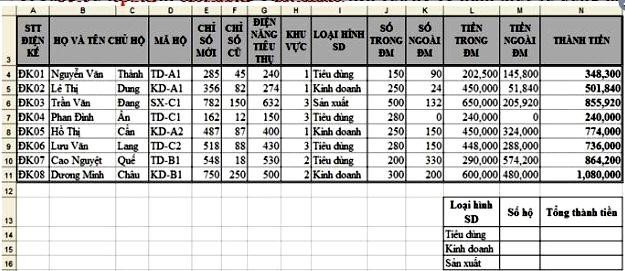 A B C D E F G H I J K L M N
3 STT ĐIỆN KẾ HỌ VÀ TÊN CHỦ HỘ MÃ HỘ CHỈ SỐ MỚI CHỈ SỐ CŨ ĐIỆN NĂNG TIÊU THỤ KHU VỰC LOẠI HÌNH SD SỐ TRONG ĐM SỐ NGOÀI ĐM TIỀN TRONG ĐM TIỀN NGOÀI ĐM THÀNH TIỀN
4 ĐK01 Nguyễn Văn Thành TD-A1 285 45 240 1 Tiêu dùng 150 90 202,500 145,800 348,300
5 ĐK02 Lê Thị Dung KD-A1 356 82 274 1 Kinh doanh 250 24 450,000 51,840 501,840
6 ĐK03 Trần Văn Đang SX-C1 782 150 632 3 Sản xuất 500 132 650,000 205,920 855,920
7 ĐK04 Phan Đình Ân TD-C1 162 12 150 3 Tiêu dùng 280 0 240,000 0 240,000
8 ĐK05 Hồ Thị Cẩn KD-A2 487 87 400 1 Kinh doanh 250 150 450,000 324,000 774,000
9 ĐK06 Lưu Văn Lang TD-C2 518 88 430 3 Tiêu dùng 280 150 448,000 288,000 736,000
10 ĐK07 Cao Nguyệt Quế TD-B1 548 18 530 2 Tiêu dùng 200 330 290,000 574,200 864,200
11 ĐK08 Dương Minh Châu KD-B1 750 250 500 2 Kinh doanh 300 200 600,000 480,000 1,080,000
12
13 Loại hình SD Số hộ Tổng thành tiền
14 Tiêu dùng
15 Kinh doanh
16 Sản xuất